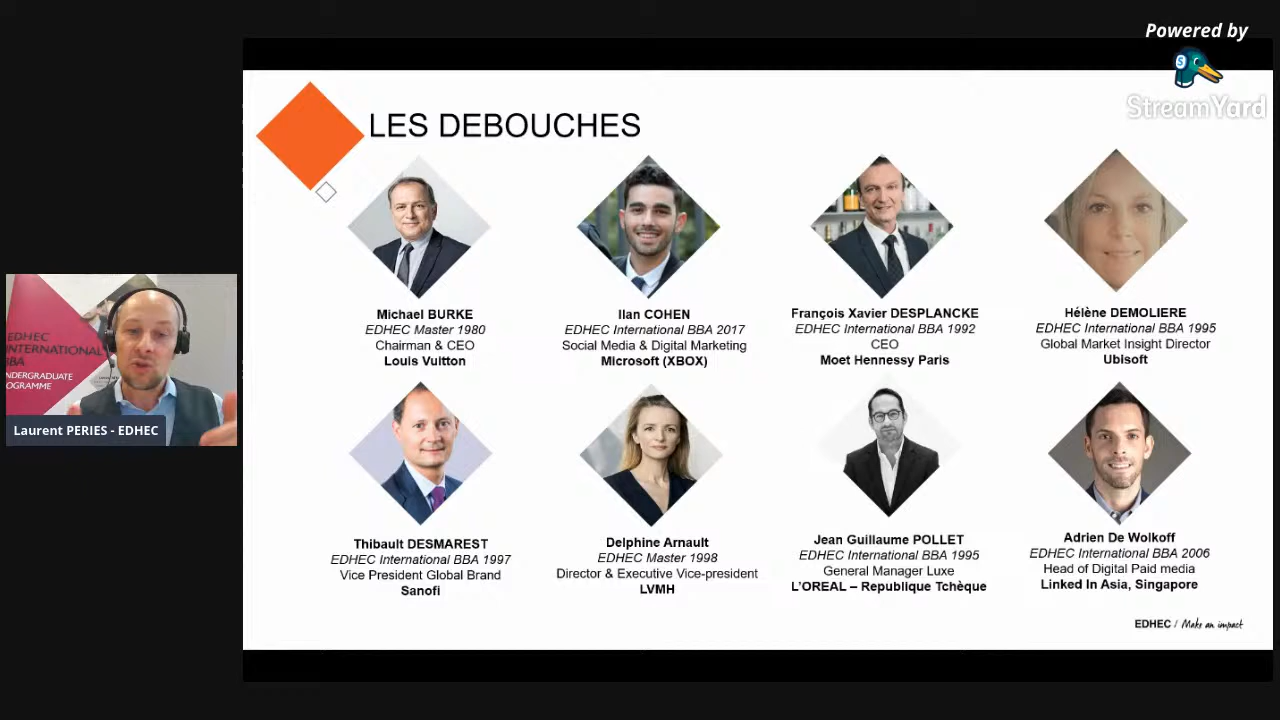 Powered by
StreamYard
LES DEBOUCHES
Michael BURKE
EDHEC Master 1980
Chairman & CEO
Louis Vuitton
Ilan COHEN
EDHEC International BBA 2017
Social Media & Digital Marketing
Microsoft (XBOX)
François Xavier DESPLANCKE
EDHEC International BBA 1992
CEO
Moet Hennessy Paris
Hélène DEMOLIERE
EDHEC International BBA 1995
Global Market Insight Director
Ubisoft
EDHEC
INTERNATIONAL
BBA
UNDERGRADUATE
PROGRAMME
Laurent PERIES - EDHEC
Thibault DESMAREST
EDHEC International BBA 1997
Vice President Global Brand
Sanofi
Delphine Arnault
EDHEC Master 1998
Director & Executive Vice-president
LVMH
Jean Guillaume POLLET
EDHEC International BBA 1995
General Manager Luxe
L'OREAL – Republique Tchèque
Adrien De Wolkoff
EDHEC International BBA 2006
Head of Digital Paid media
Linked In Asia, Singapore
EDHEC / Make an impact